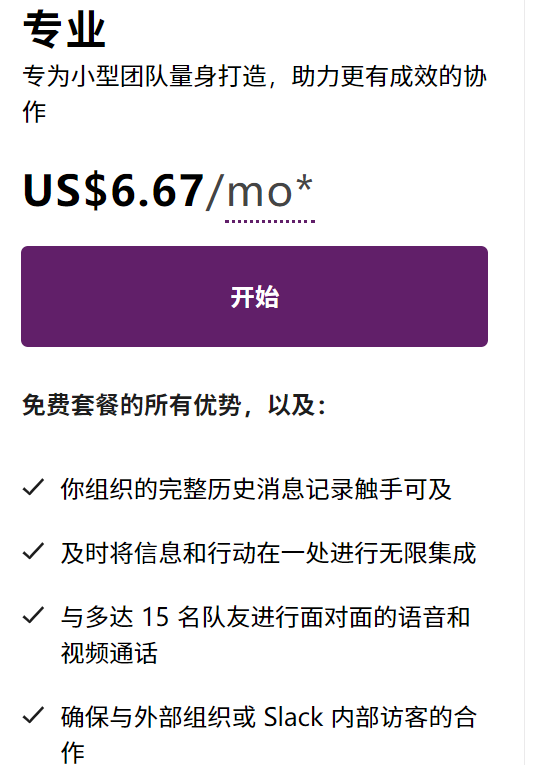 专业
专为小型团队量身打造，助力更有成效的协
作
US$6.67/mo*
开始
免费套餐的所有优势，以及：
你组织的完整历史消息记录触手可及
及时将信息和行动在一处进行无限集成
与多达 15 名队友进行面对面的语音和
视频通话
确保与外部组织或 Slack 内部访客的合
作